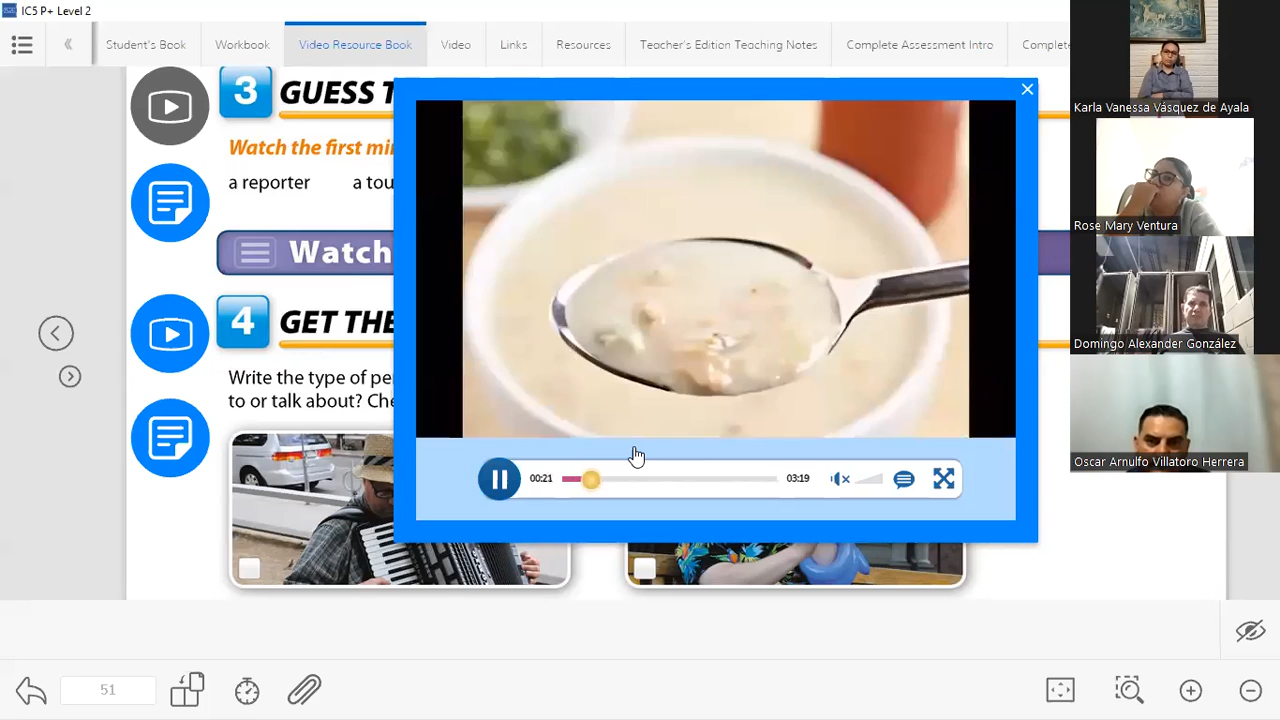 IC5 P+ Level 2
Student's Book
Workbook
Video Resource Book
Video
Links
Resources
Teacher's Edition Teaching Notes
Complete Assessment Intro
Complete
3 GUESS T
Watch the first mi
a reporter a tou
Watch
4 GET THE
Write the type of pe
to or talk about? Che
00:21
03:19
51
Karla Vanessa Vásquez de Ayala
Rose Mary Ventura
Domingo Alexander González
Oscar Arnulfo Villatoro Herrera